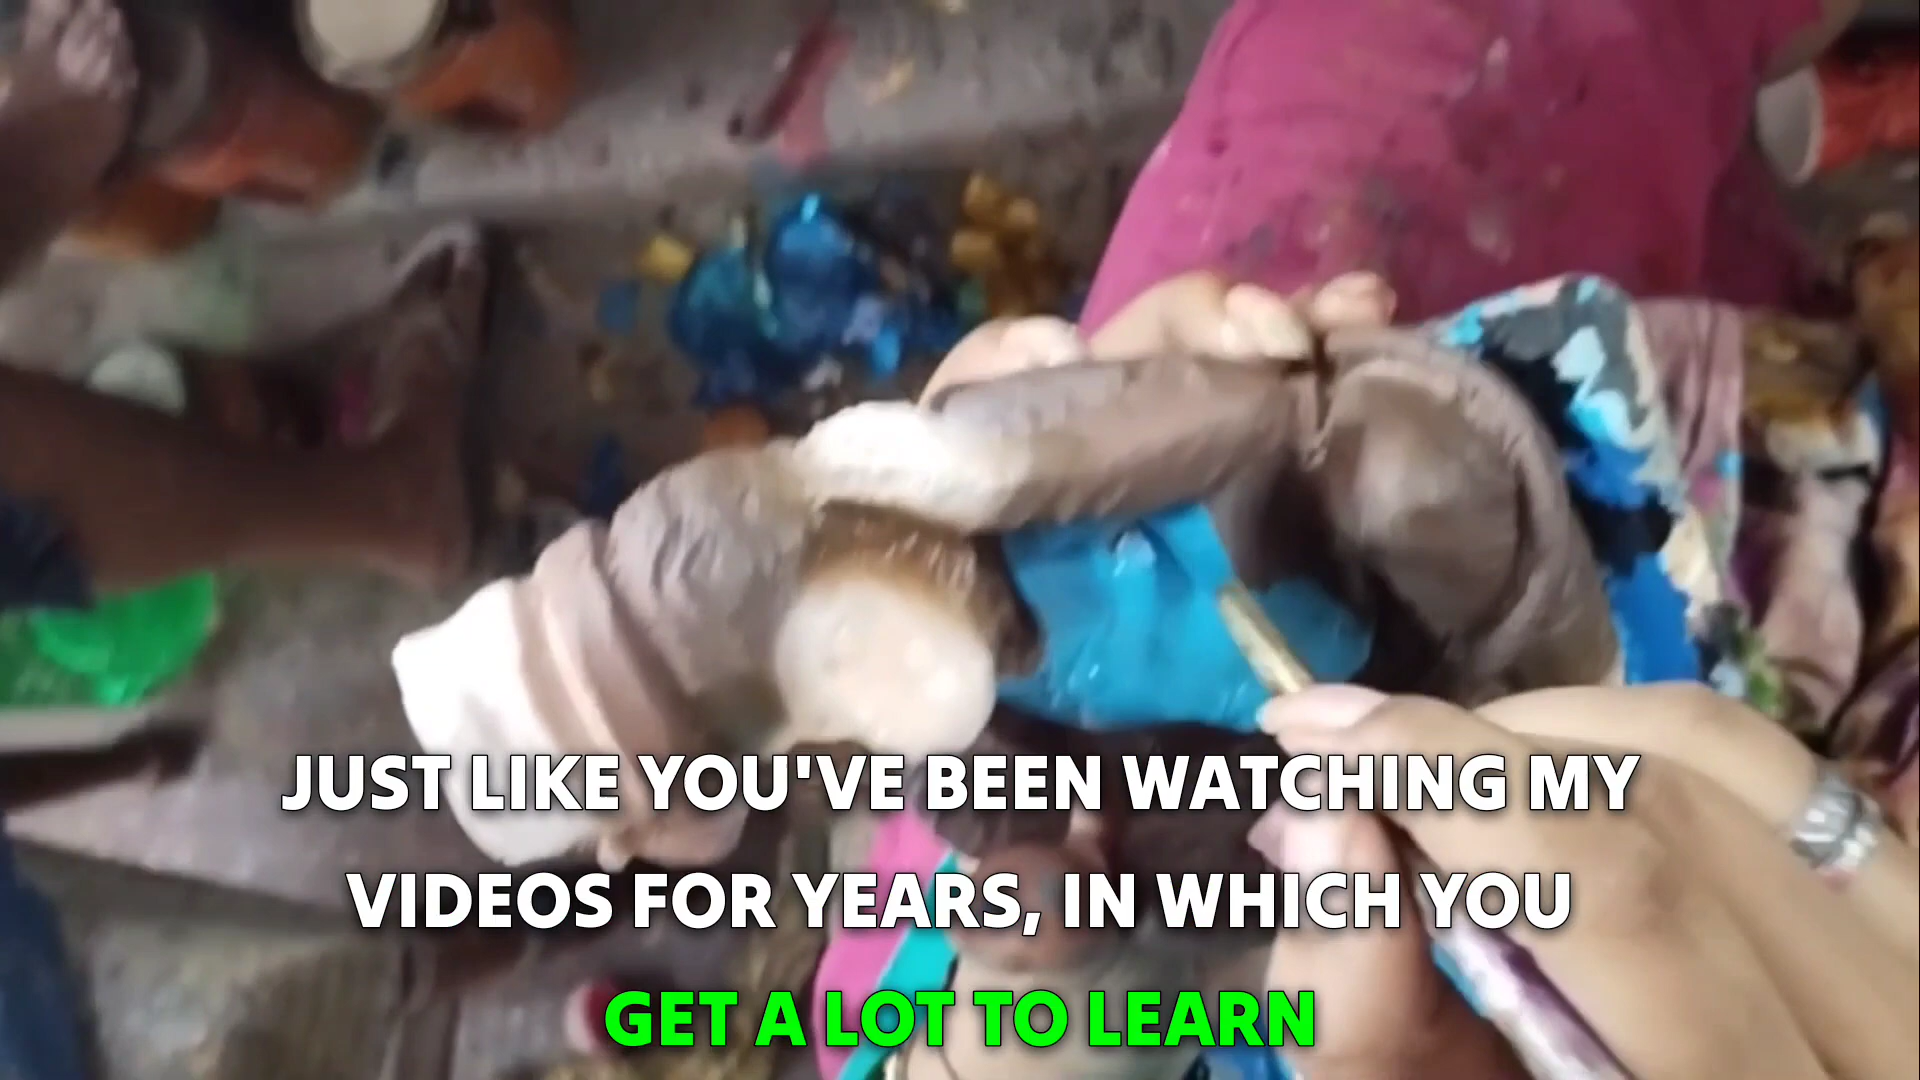 JUST LIKE YOU'VE BEEN WATCHING MY
VIDEOS FOR YEARS, IN WHICH YOU
GET A LOT TO LEARN